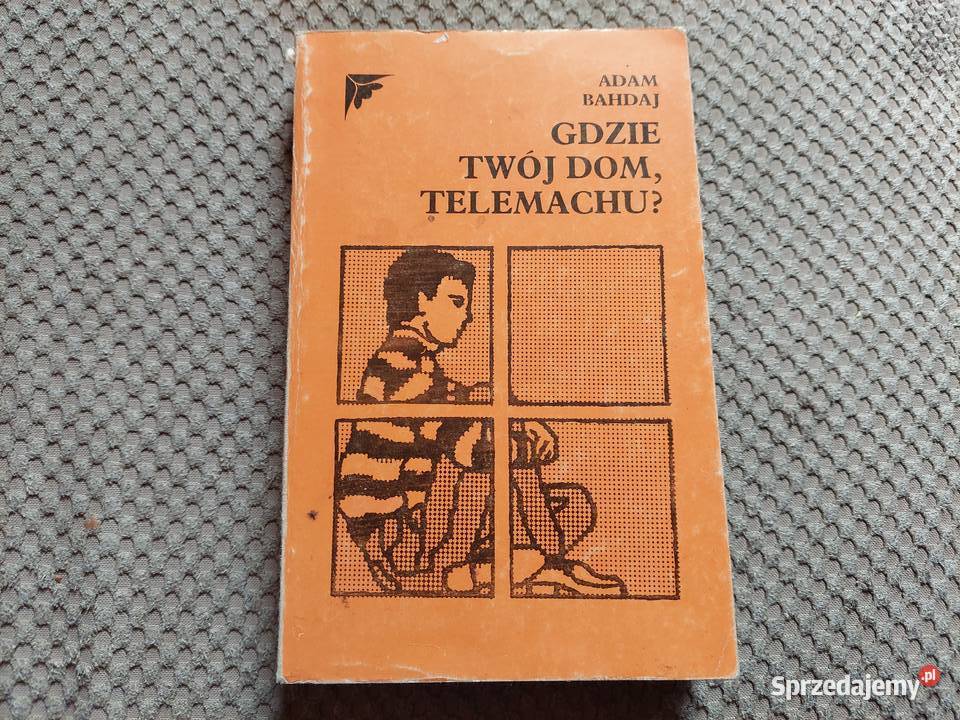 ADAM
BAHDAJ
GDZIE
TWÓJ DOM,
TELEMACHU?
Sprzedajemy.pl